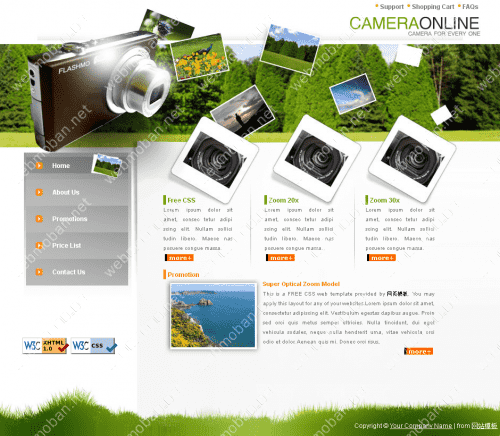 Support Shopping Cart FAQs
CAMERAONLINE
CAMERA FOR EVERY ONE
FLASHMO
Home
About Us
Promotions
Price List
Contact Us
Free CSS
Lorem ipsum dolor sit
amet, consec tetur adipi
scing elit. Nullam sollici
tudin libero. Maece nas
posuere congue massa.
more+
Zoom 20x
Lorem ipsum dolor sit
amet, consec tetur adipi
scing elit. Nullam sollici
tudin libero. Maece nas
posuere congue massa.
more+
Zoom 30x
Lorem ipsum dolor sit
amet, consec tetur adipi
scing elit. Nullam sollici
tudin libero. Maece nas
posuere congue massa.
more+
Promotion
Super Optical Zoom Model
This is a FREE CSS web template provided by 网页模板. You may
apply this layout for any of your websites. Lorem ipsum dolor sit amet,
consectetur adipiscing elit. Vestibulum egestas dapibus augue. Proin
sed orci quis metus semper ultricies. Nulla tincidunt, dui eget
vehicula sodales, neque nulla hendrerit urna, vitae vehicula orci
odio et dolor. Aenean quis mi. Donec orci risus.
more+
W3C XHTML 1.0
W3C CSS
Copyright © Your Company Name | from 网站模板
webmoban.net